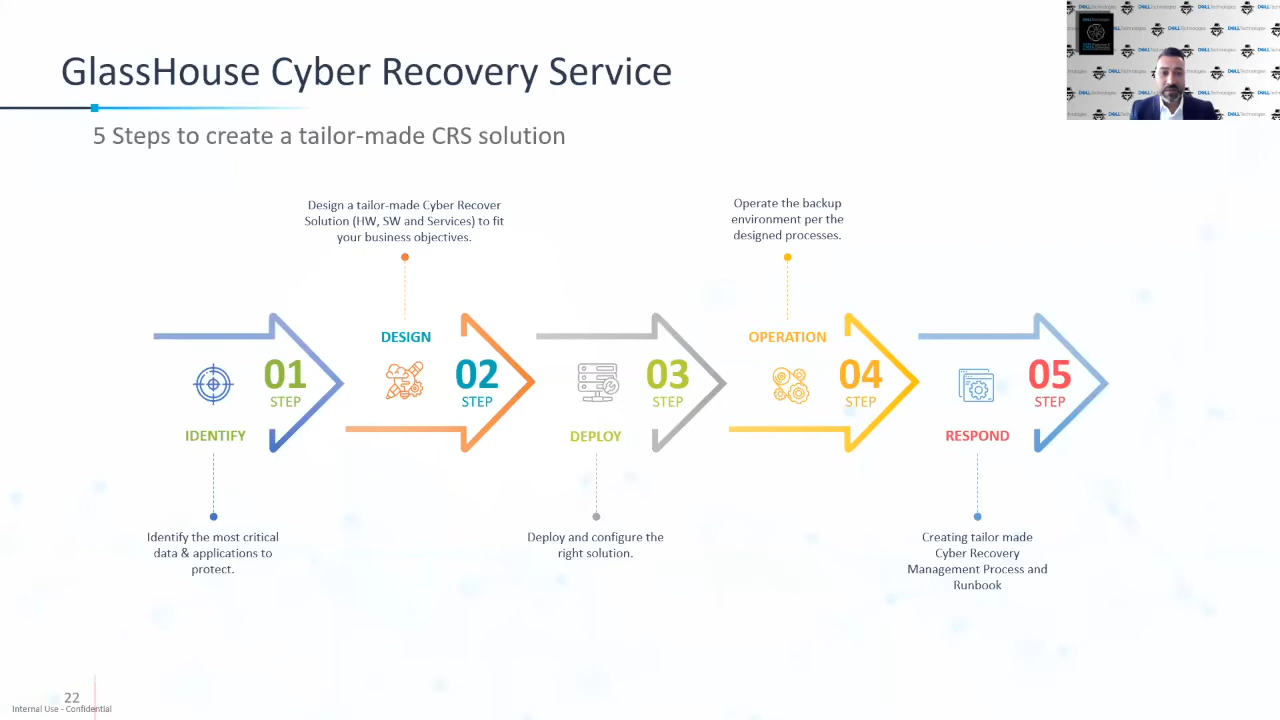 GlassHouse Cyber Recovery Service
5 Steps to create a tailor-made CRS solution
Design a tailor-made Cyber Recover
Solution (HW, SW and Services) to fit
your business objectives.
Operate the backup
environment per the
designed processes.
01
STEP
IDENTIFY
Identify the most critical
data & applications to
protect.
DESIGN
02
STEP
03
STEP
DEPLOY
Deploy and configure the
right solution.
OPERATION
04
STEP
05
STEP
RESPOND
Creating tailor made
Cyber Recovery
Management Process and
Runbook
22
Internal Use - Confidential
DELLTechnologies